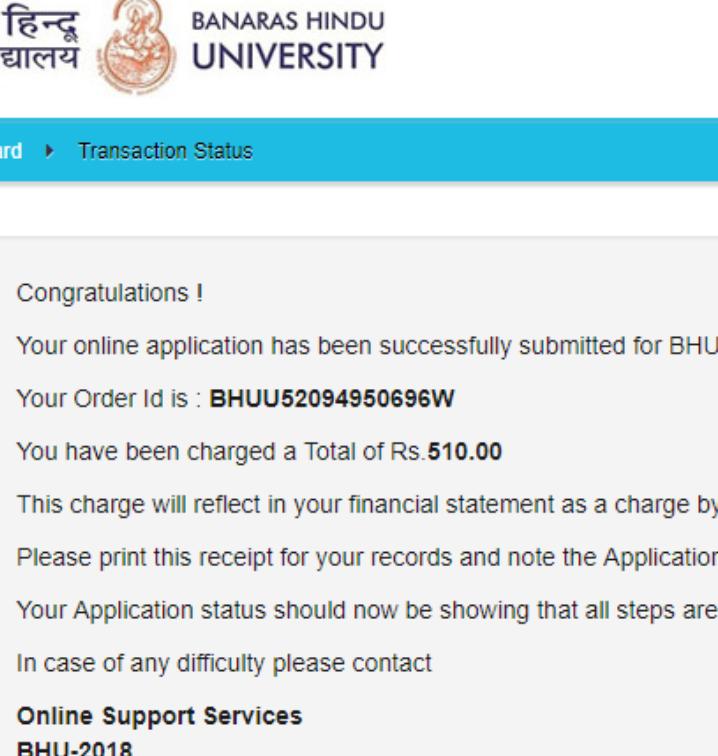 हिन्दू
BANARAS HINDU
UNIVERSITY
Transaction Status
Congratulations !
Your online application has been successfully submitted for BHU
Your Order Id is : BHUU52094950696W
You have been charged a Total of Rs.510.00
This charge will reflect in your financial statement as a charge by
Please print this receipt for your records and note the Application
Your Application status should now be showing that all steps are
In case of any difficulty please contact
Online Support Services
BHU-2018